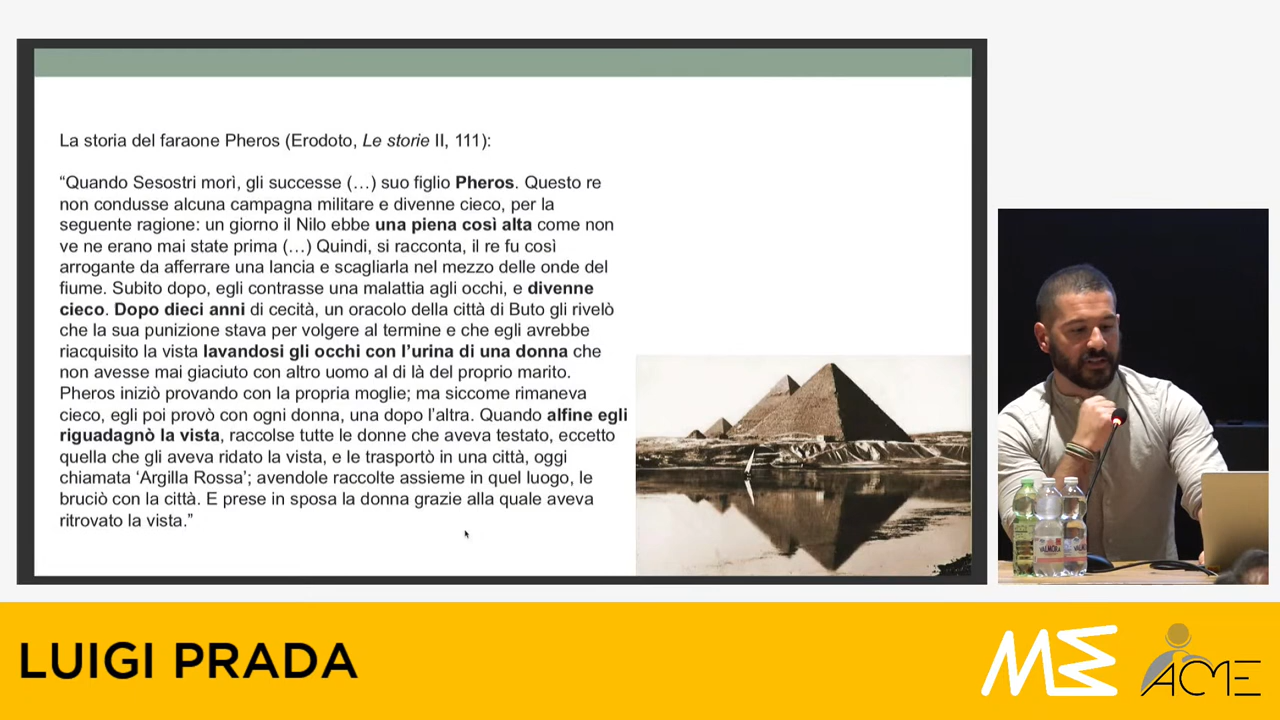 La storia del faraone Pheros (Erodoto, Le storie II, 111):
“Quando Sesostri morì, gli successe (…) suo figlio Pheros. Questo re
non condusse alcuna campagna militare e divenne cieco, per la
seguente ragione: un giorno il Nilo ebbe una piena così alta come non
ve ne erano mai state prima (…) Quindi, si racconta, il re fu così
arrogante da afferrare una lancia e scagliarla nel mezzo delle onde del
fiume. Subito dopo, egli contrasse una malattia agli occhi, e divenne
cieco. Dopo dieci anni di cecità, un oracolo della città di Buto gli rivelò
che la sua punizione stava per volgere al termine e che egli avrebbe
riacquisito la vista lavandosi gli occhi con l’urina di una donna che
non avesse mai giaciuto con altro uomo al di là del proprio marito.
Pheros iniziò provando con la propria moglie; ma siccome rimaneva
cieco, egli poi provò con ogni donna, una dopo l’altra. Quando alfine egli
riguadagnò la vista, raccolse tutte le donne che aveva testato, eccetto
quella che gli aveva ridato la vista, e le trasportò in una città, oggi
chiamata ‘Argilla Rossa’; avendole raccolte assieme in quel luogo, le
bruciò con la città. E prese in sposa la donna grazie alla quale aveva
ritrovato la vista.”
VALMORA
LUIGI PRADA
ME
ACME